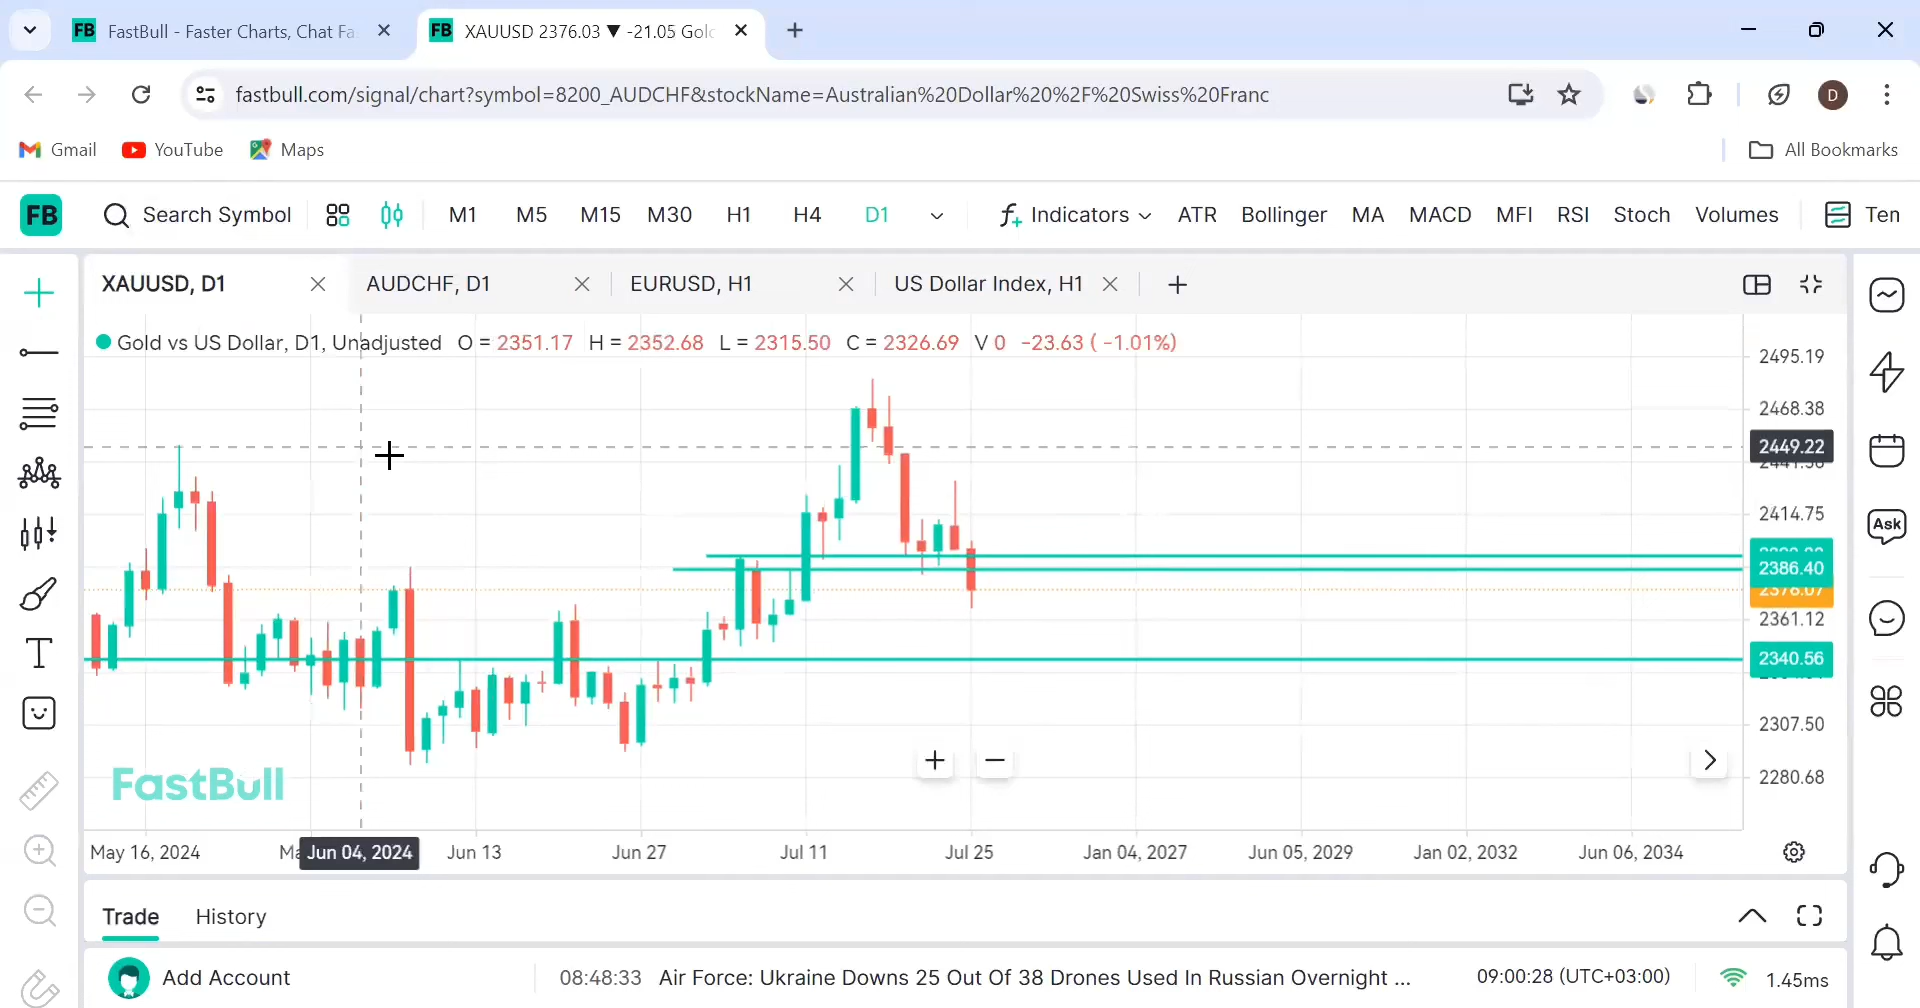 FB FastBull - Faster Charts, Chat Fa
FB XAUUSD 2376.03 ▼ -21.05 Gold
fastbull.com/signal/chart?symbol=8200_AUDCHF&stockName=Australian%20Dollar%20%2F%20Swiss%20Franc
D
Gmail YouTube Maps All Bookmarks
FB Search Symbol M1 M5 M15 M30 H1 H4 D1 Indicators ATR Bollinger MA MACD MFI RSI Stoch Volumes Ten
XAUUSD, D1 AUDCHF, D1 EURUSD, H1 US Dollar Index, H1
Gold vs US Dollar, D1, Unadjusted O = 2351.17 H = 2352.68 L = 2315.50 C = 2326.69 V 0 -23.63 ( -1.01%)
2495.19
2468.38
2449.22
2414.75
2386.40
2376.07
2361.12
2340.56
2307.50
2280.68
T
Ask
FastBull
May 16, 2024 Jun 04, 2024 Jun 13 Jun 27 Jul 11 Jul 25 Jan 04, 2027 Jun 05, 2029 Jan 02, 2032 Jun 06, 2034
Trade History
Add Account 08:48:33 Air Force: Ukraine Downs 25 Out Of 38 Drones Used In Russian Overnight ... 09:00:28 (UTC+03:00) 1.45ms